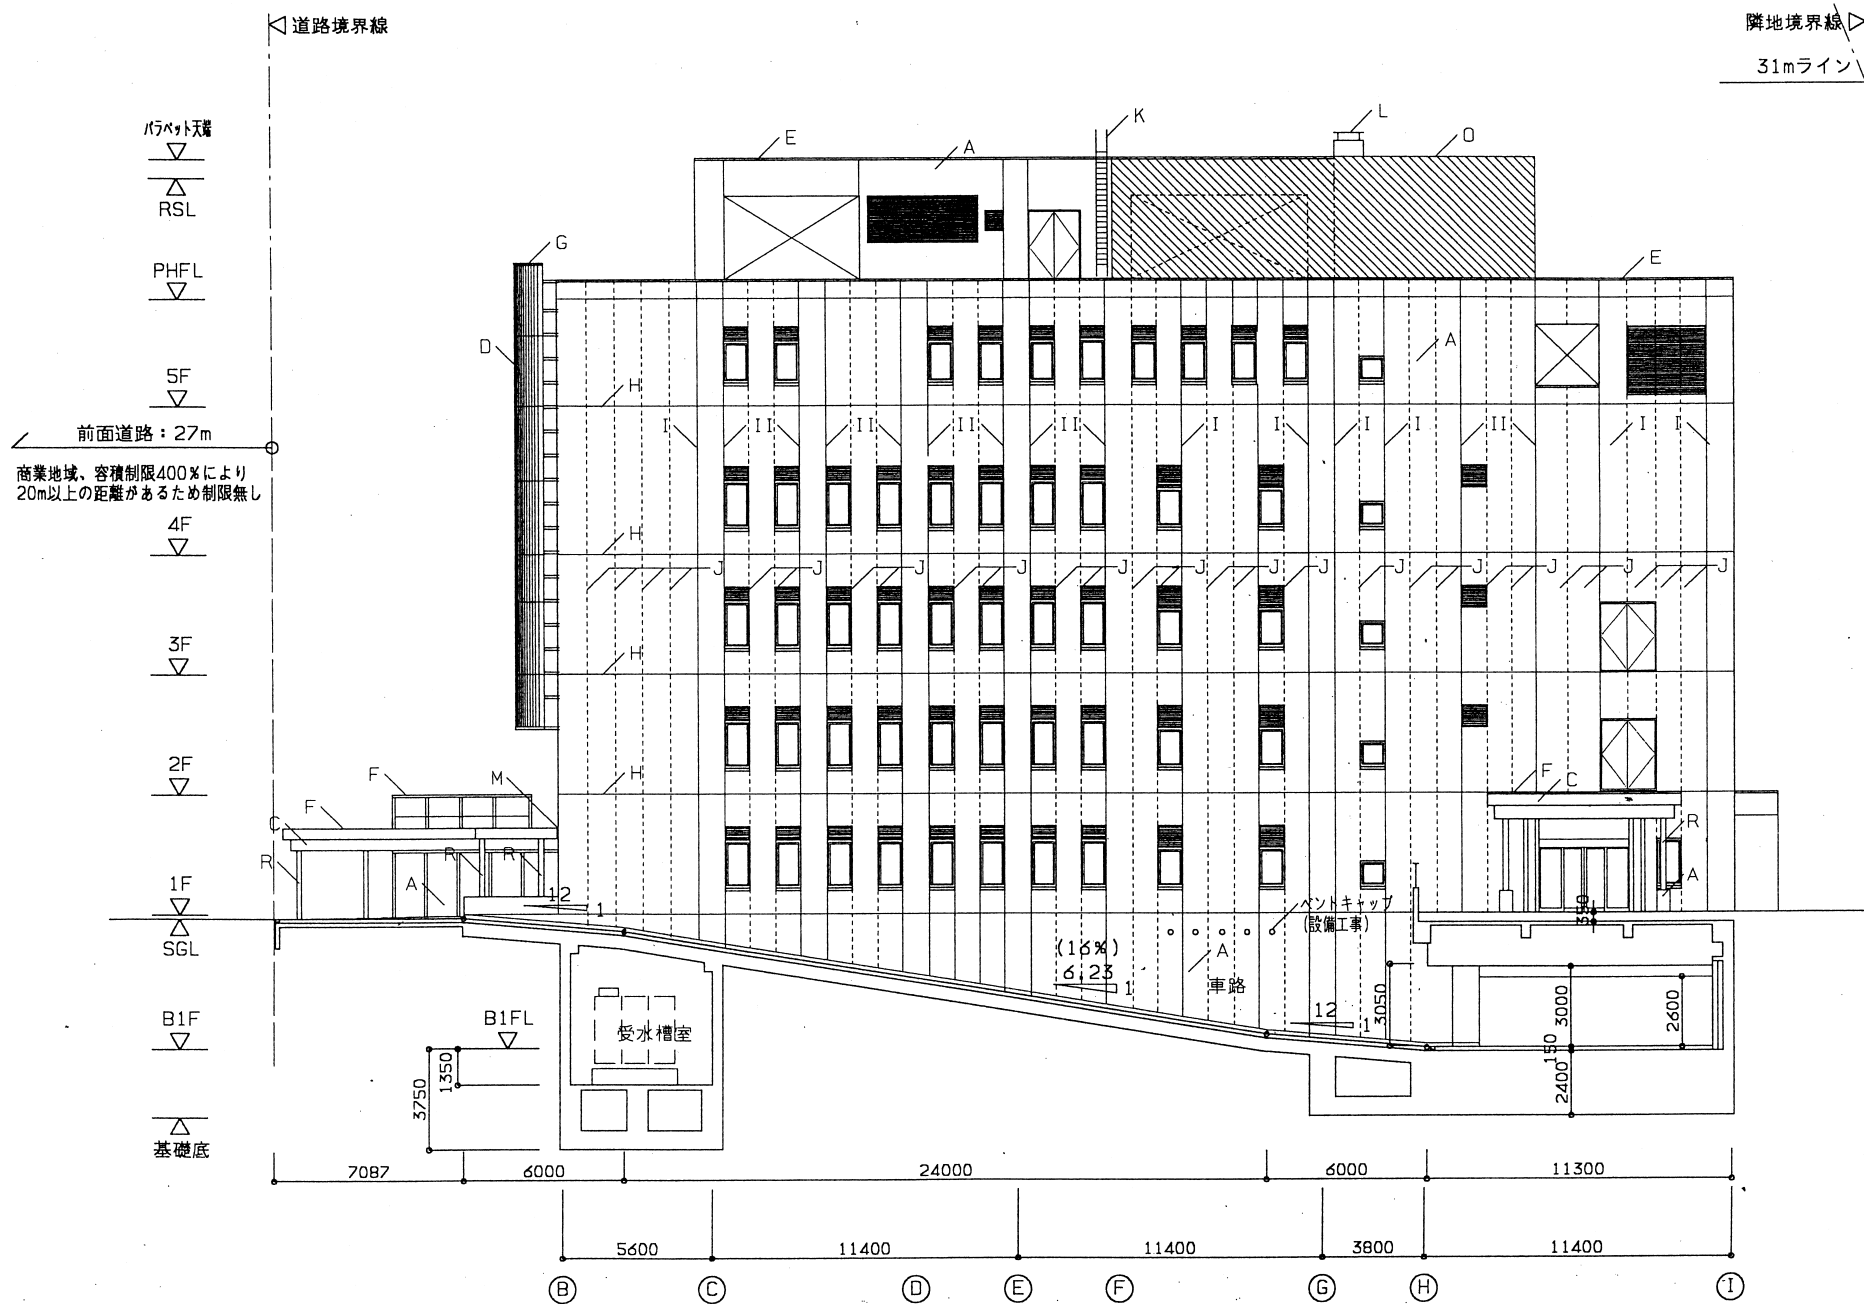 道路境界線
隣地境界線
31mライン
パラペット天端
RSL
PHFL
5F
前面道路：27m
商業地域、容積制限400%により
20m以上の距離があるため制限無し
4F
3F
2F
1F
SGL
B1F
基礎底
E
A
K
L
O
G
E
D
A
H
I
II
II
II
II
I
I
I
I
II
I
I
H
J
J
J
J
J
J
J
J
J
J
J
J
J
H
H
F
M
F
C
R
A
R
R
F
C
R
A
12
1
ベントキャップ
(設備工事)
350
(16%)
6.23
1
A
車路
12
1
3050
3000
2600
150
2400
B1FL
受水槽室
1350
3750
7087
6000
24000
6000
11300
5600
11400
11400
3800
11400
B
C
D
E
F
G
H
I